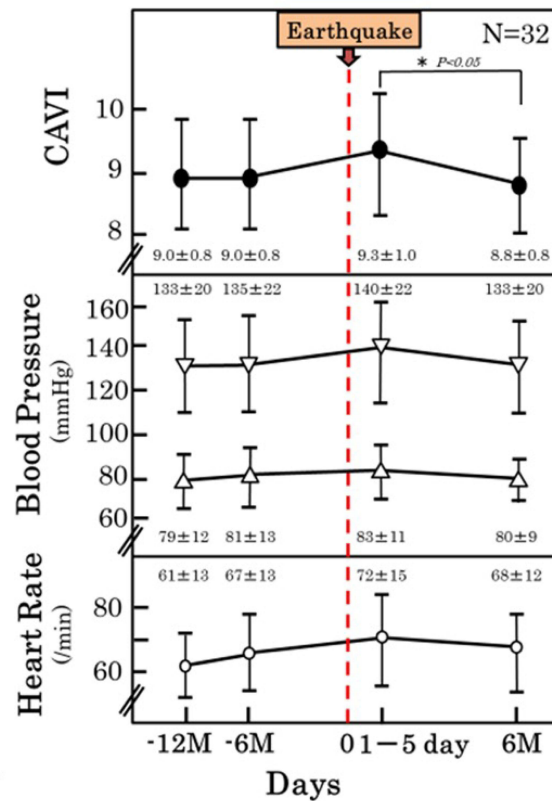 Earthquake
N=32
* P<0.05
CAVI
10
9
8
9.0±0.8 9.0±0.8 9.3±1.0 8.8±0.8
133±20 135±22 140±22 133±20
Blood Pressure
(mmHg)
160
140
120
100
80
60
79±12 81±13 83±11 80±9
61±13 67±13 72±15 68±12
Heart Rate
(/min)
80
60
-12M -6M 0 1−5 day 6M
Days